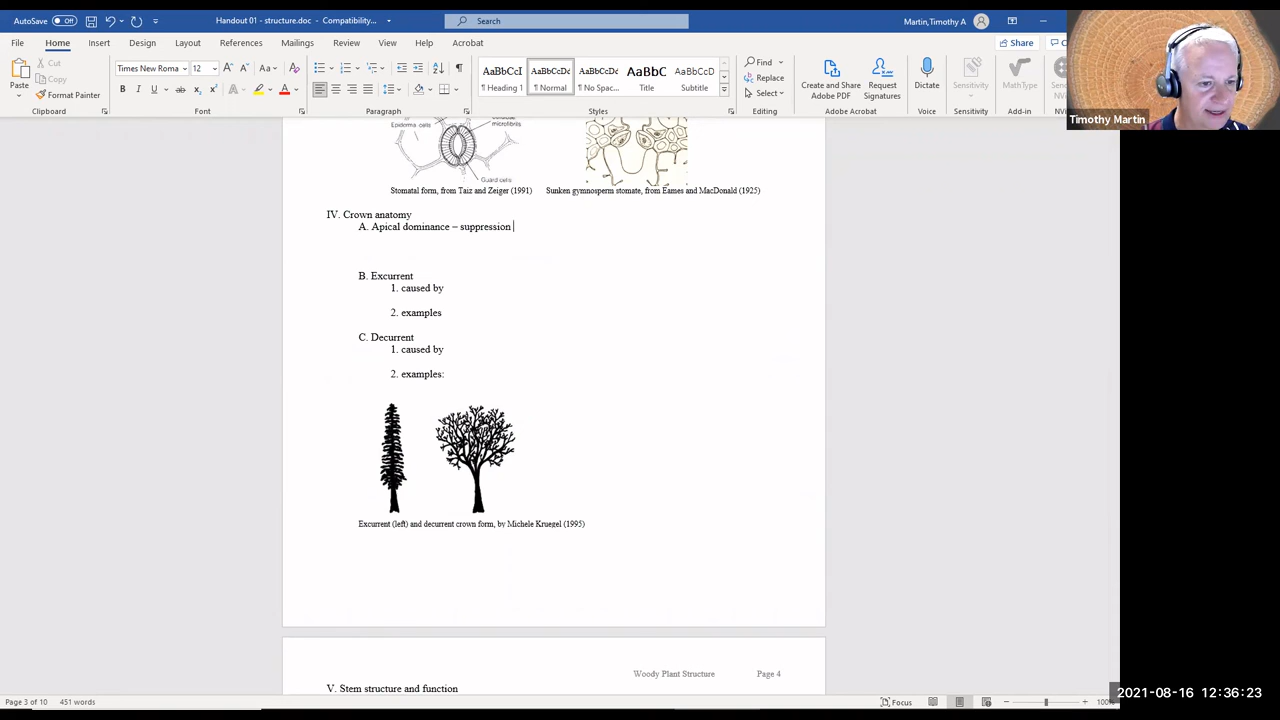 AutoSave Off Handout 01 - structure.doc - Compatibility... Search Martin,Timothy A
File Home Insert Design Layout References Mailings Review View Help Acrobat Share
Paste Cut Copy Format Painter
Clipboard
Times New Roma 12 Aa
B I U ab x₂ x² A A
Font
Paragraph
AaBbCcI AaBbCcDc AaBbCcDc AaBbC AaBbCcD
¶ Heading 1 ¶ Normal ¶ No Spac... Title Subtitle
Styles
Find
Replace
Select
Editing
Create and Share Adobe PDF Request Signatures
Adobe Acrobat
Dictate
Voice
Sensitivity
Sensitivity
MathType
Add-in
Timothy Martin
Epidermal cells
microfibrils
Guard cells
Stomatal form, from Taiz and Zeiger (1991) Sunken gymnosperm stomate, from Eames and MacDonald (1925)
IV. Crown anatomy
A. Apical dominance – suppression
B. Excurrent
1. caused by
2. examples
C. Decurrent
1. caused by
2. examples:
Excurrent (left) and decurrent crown form, by Michele Kruegel (1995)
Woody Plant Structure Page 4
V. Stem structure and function
Page 3 of 10 451 words Focus 100%
2021-08-16 12:36:23